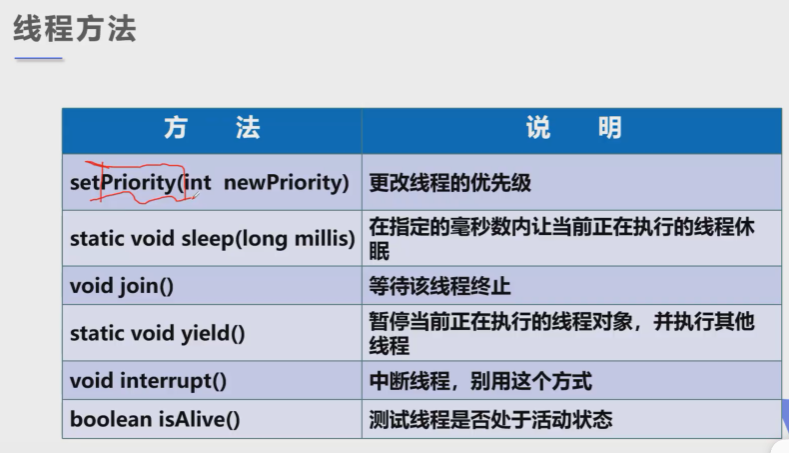 线程方法
方 法 说 明
setPriority(int newPriority) 更改线程的优先级
static void sleep(long millis) 在指定的毫秒数内让当前正在执行的线程休
眠
void join() 等待该线程终止
static void yield() 暂停当前正在执行的线程对象，并执行其他
线程
void interrupt() 中断线程，别用这个方式
boolean isAlive() 测试线程是否处于活动状态